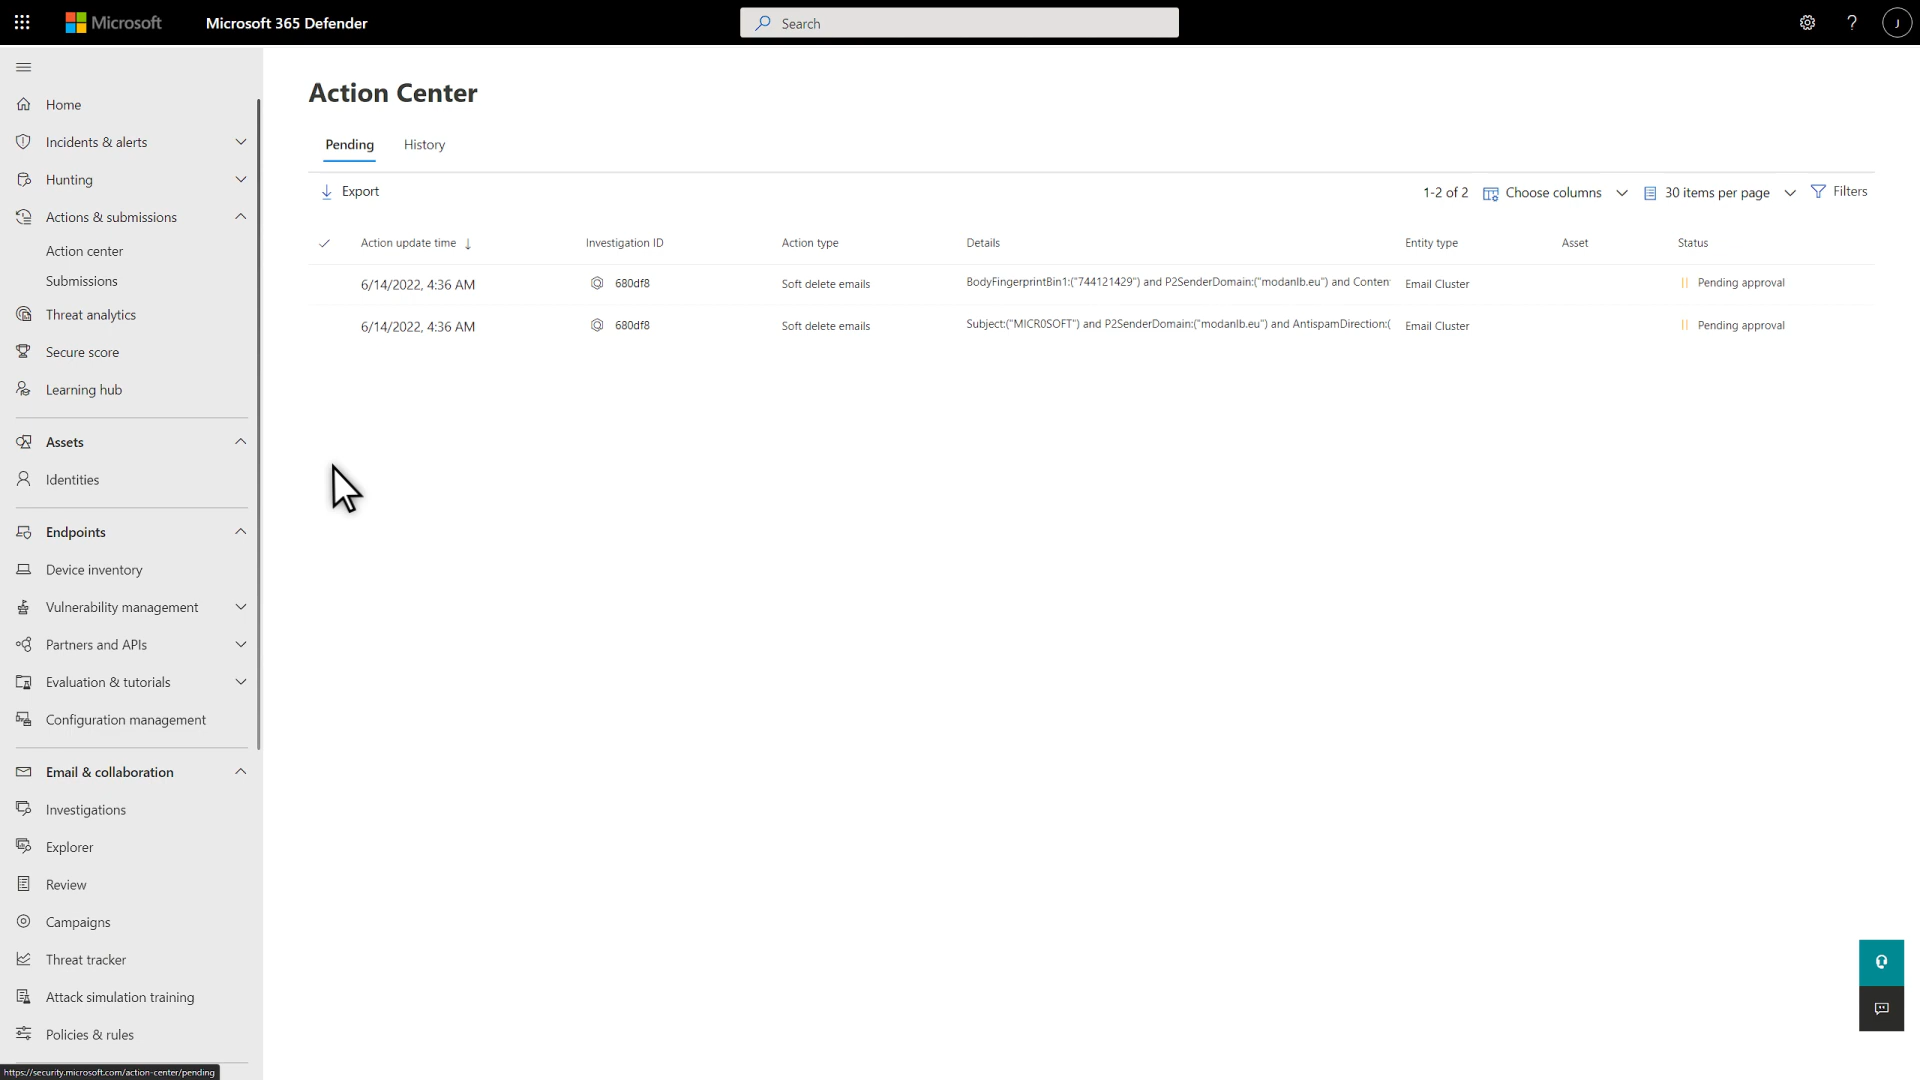 Microsoft Microsoft 365 Defender Search J
Home
Incidents & alerts
Hunting
Actions & submissions
Action center
Submissions
Threat analytics
Secure score
Learning hub
Assets
Identities
Endpoints
Device inventory
Vulnerability management
Partners and APIs
Evaluation & tutorials
Configuration management
Email & collaboration
Investigations
Explorer
Review
Campaigns
Threat tracker
Attack simulation training
Policies & rules
https://security.microsoft.com/action-center/pending
Action Center
Pending History
Export 1-2 of 2 Choose columns 30 items per page Filters
Action update time ↓ Investigation ID Action type Details Entity type Asset Status
6/14/2022, 4:36 AM 680df8 Soft delete emails BodyFingerprintBin1:("744121429") and P2SenderDomain:("modanlb.eu") and Conten Email Cluster Pending approval
6/14/2022, 4:36 AM 680df8 Soft delete emails Subject:("MICR0SOFT") and P2SenderDomain:("modanlb.eu") and AntispamDirection:( Email Cluster Pending approval